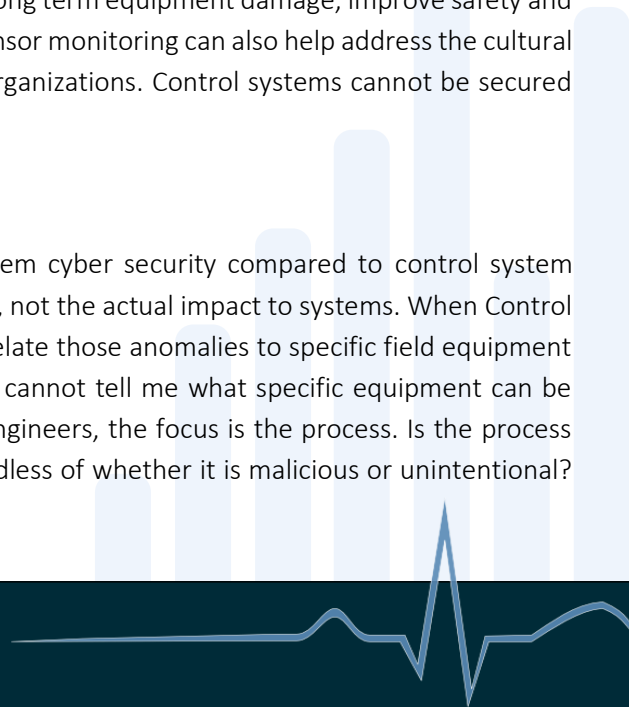 ong term equipment damage, improve safety and
nsor monitoring can also help address the cultural
rganizations. Control systems cannot be secured
em cyber security compared to control system
, not the actual impact to systems. When Control
elate those anomalies to specific field equipment
cannot tell me what specific equipment can be
ngineers, the focus is the process. Is the process
dless of whether it is malicious or unintentional?